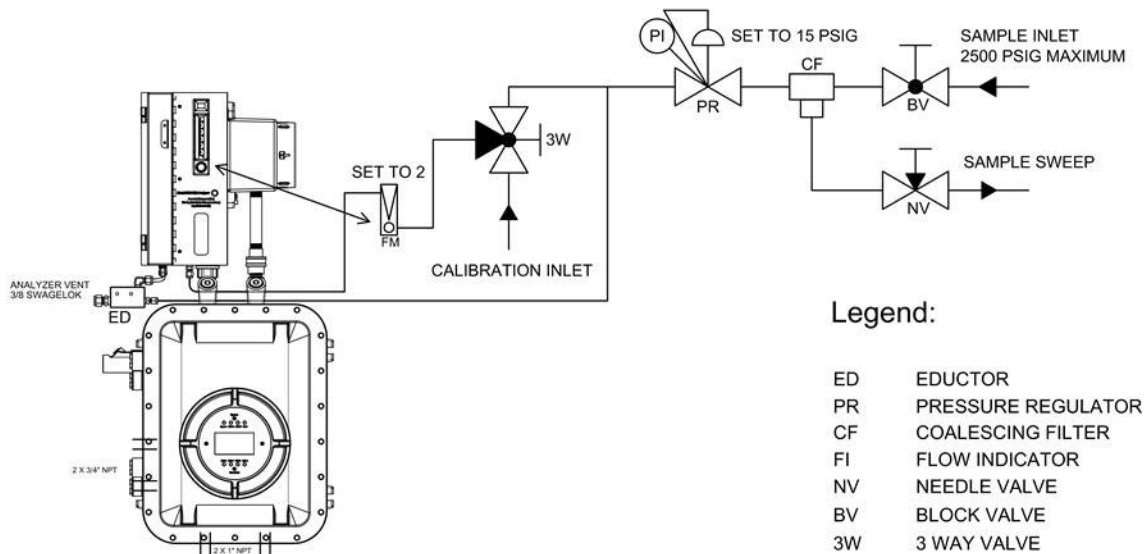 PI
SET TO 15 PSIG
PR
CF
SAMPLE INLET
2500 PSIG MAXIMUM
BV
SAMPLE SWEEP
NV
3W
SET TO 2
FM
CALIBRATION INLET
ANALYZER VENT
3/8 SWAGELOK
ED
2 X 3/4" NPT
2 X 1" NPT
Legend:
ED EDUCTOR
PR PRESSURE REGULATOR
CF COALESCING FILTER
FI FLOW INDICATOR
NV NEEDLE VALVE
BV BLOCK VALVE
3W 3 WAY VALVE